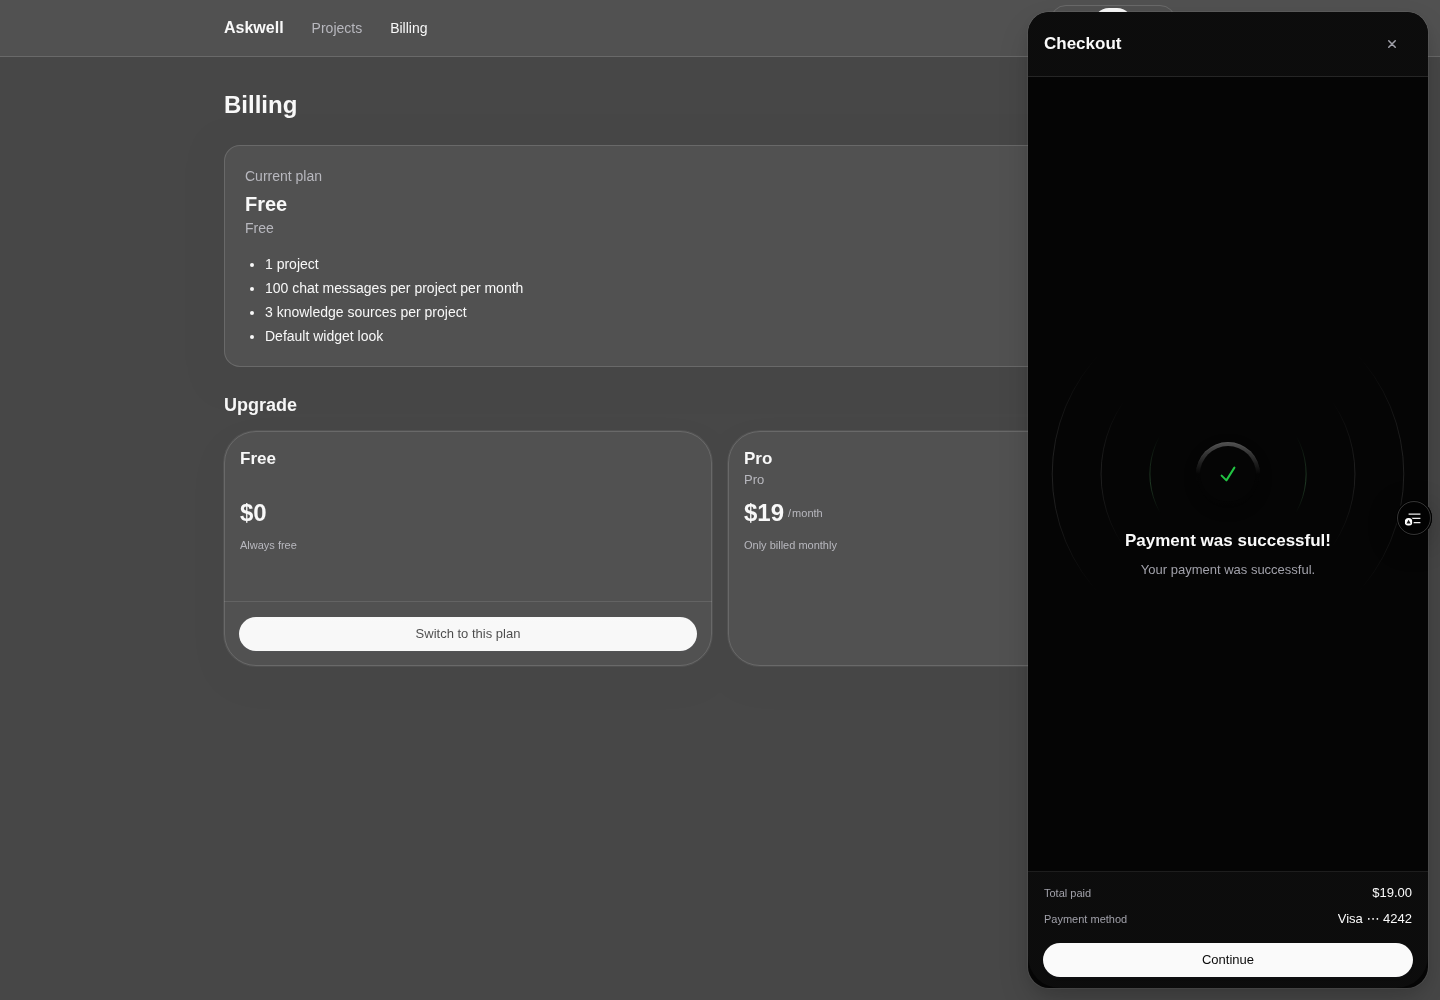 Askwell Projects Billing
Billing
Current plan
Free
Free
• 1 project
• 100 chat messages per project per month
• 3 knowledge sources per project
• Default widget look
Upgrade
Free
$0
Always free
Switch to this plan
Pro
Pro
$19 /month
Only billed monthly
Checkout
Payment was successful!
Your payment was successful.
Total paid $19.00
Payment method Visa ··· 4242
Continue